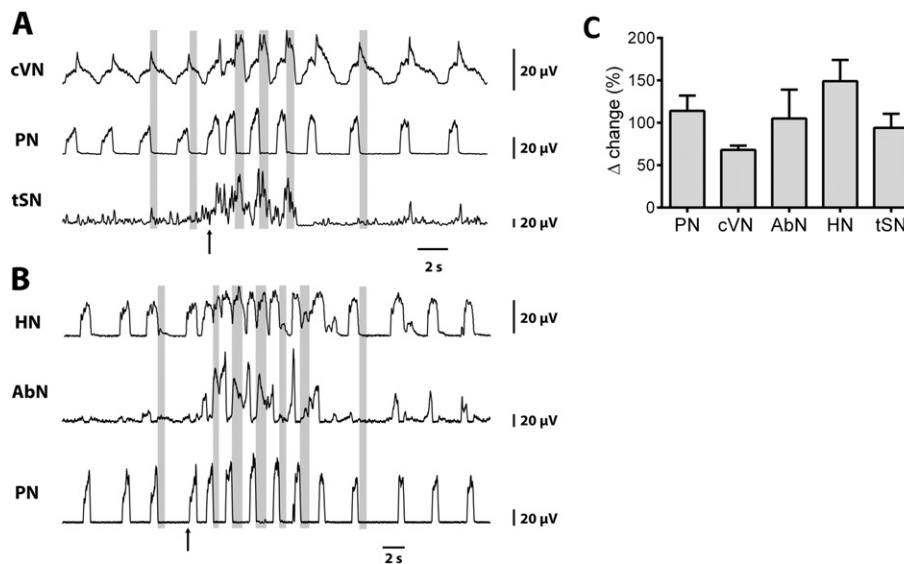 A
cVN
20 µV
PN
20 µV
tSN
20 µV
2 s
B
HN
20 µV
AbN
20 µV
PN
20 µV
2 s
C
Δ change (%)
200
150
100
50
0
PN cVN AbN HN tSN